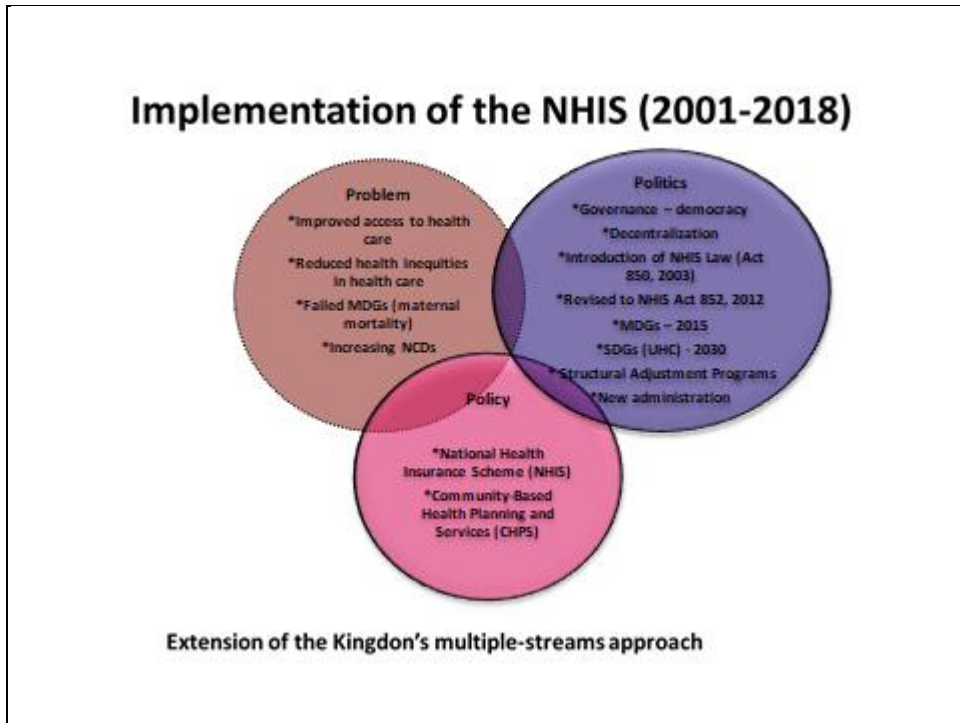 Implementation of the NHIS (2001-2018)
Problem
*Improved access to health
care
*Reduced health inequities
in health care
*Failed MDGs (maternal
mortality)
*Increasing NCDs
Politics
*Governance – democracy
*Decentralization
*Introduction of NHIS Law (Act
850, 2003)
*Revised to NHIS Act 852, 2012
*MDGs – 2015
*SDGs (UHC) - 2030
* Structural Adjustment Programs
*New administration
Policy
*National Health
Insurance Scheme (NHIS)
*Community-Based
Health Planning and
Services (CHPS)
Extension of the Kingdon's multiple-streams approach